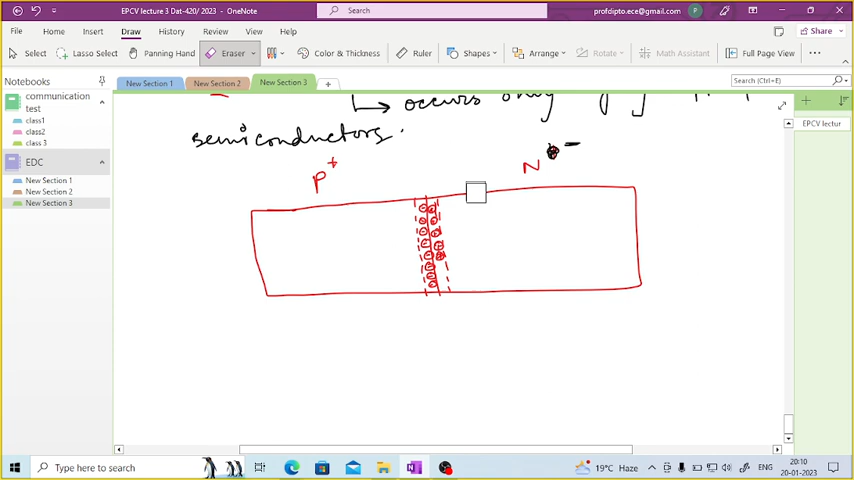 EPCV lecture 3 Dat-420/ 2023 - OneNote
Search
profdipto.ece@gmail.com
P
File Home Insert Draw History Review View Help
Share
Select Lasso Select Panning Hand Eraser Color & Thickness Ruler Shapes Arrange Rotate Math Assistant Full Page View
Notebooks
New Section 1 New Section 2 New Section 3
Search (Ctrl+E)
communication
test
class1
class2
class 3
EDC
New Section 1
New Section 2
New Section 3
EPCV lectur
occurs only
semiconductors.
P+
N -
Type here to search
19°C Haze
ENG
20:10
20-01-2023